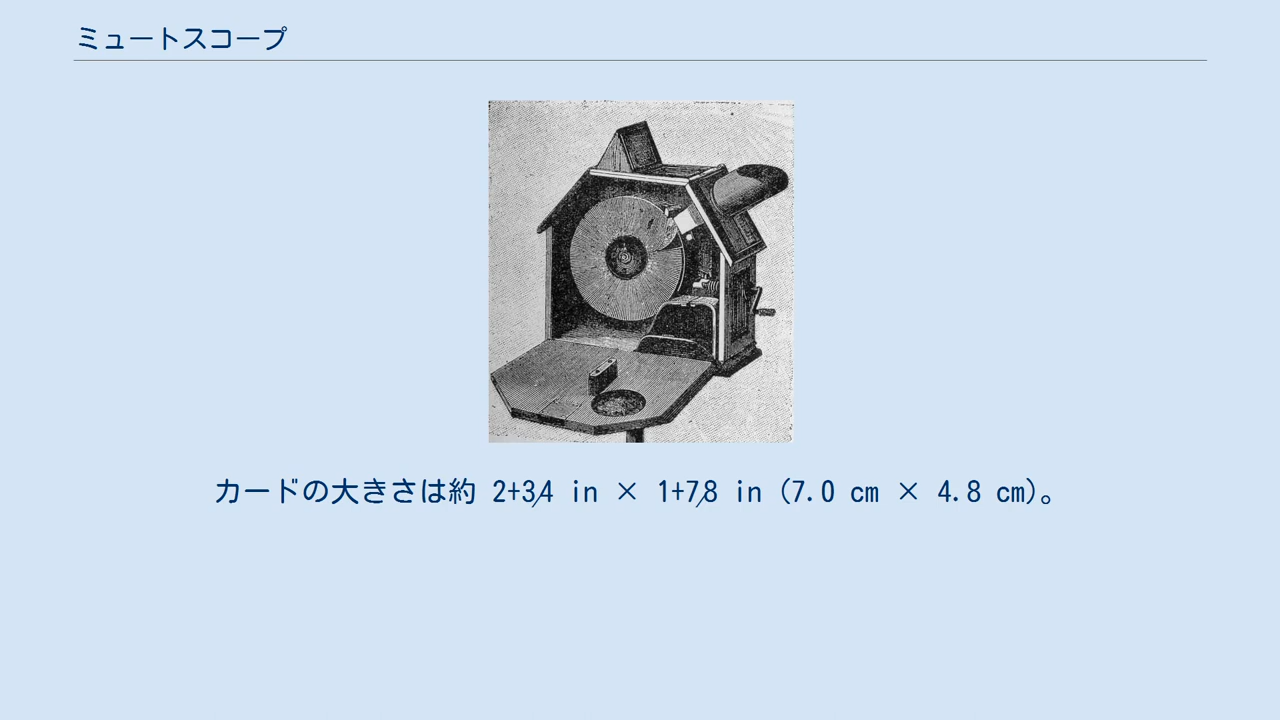 ミュートスコープ
カードの大きさは約 2+3⁄4 in × 1+7⁄8 in (7.0 cm × 4.8 cm)。